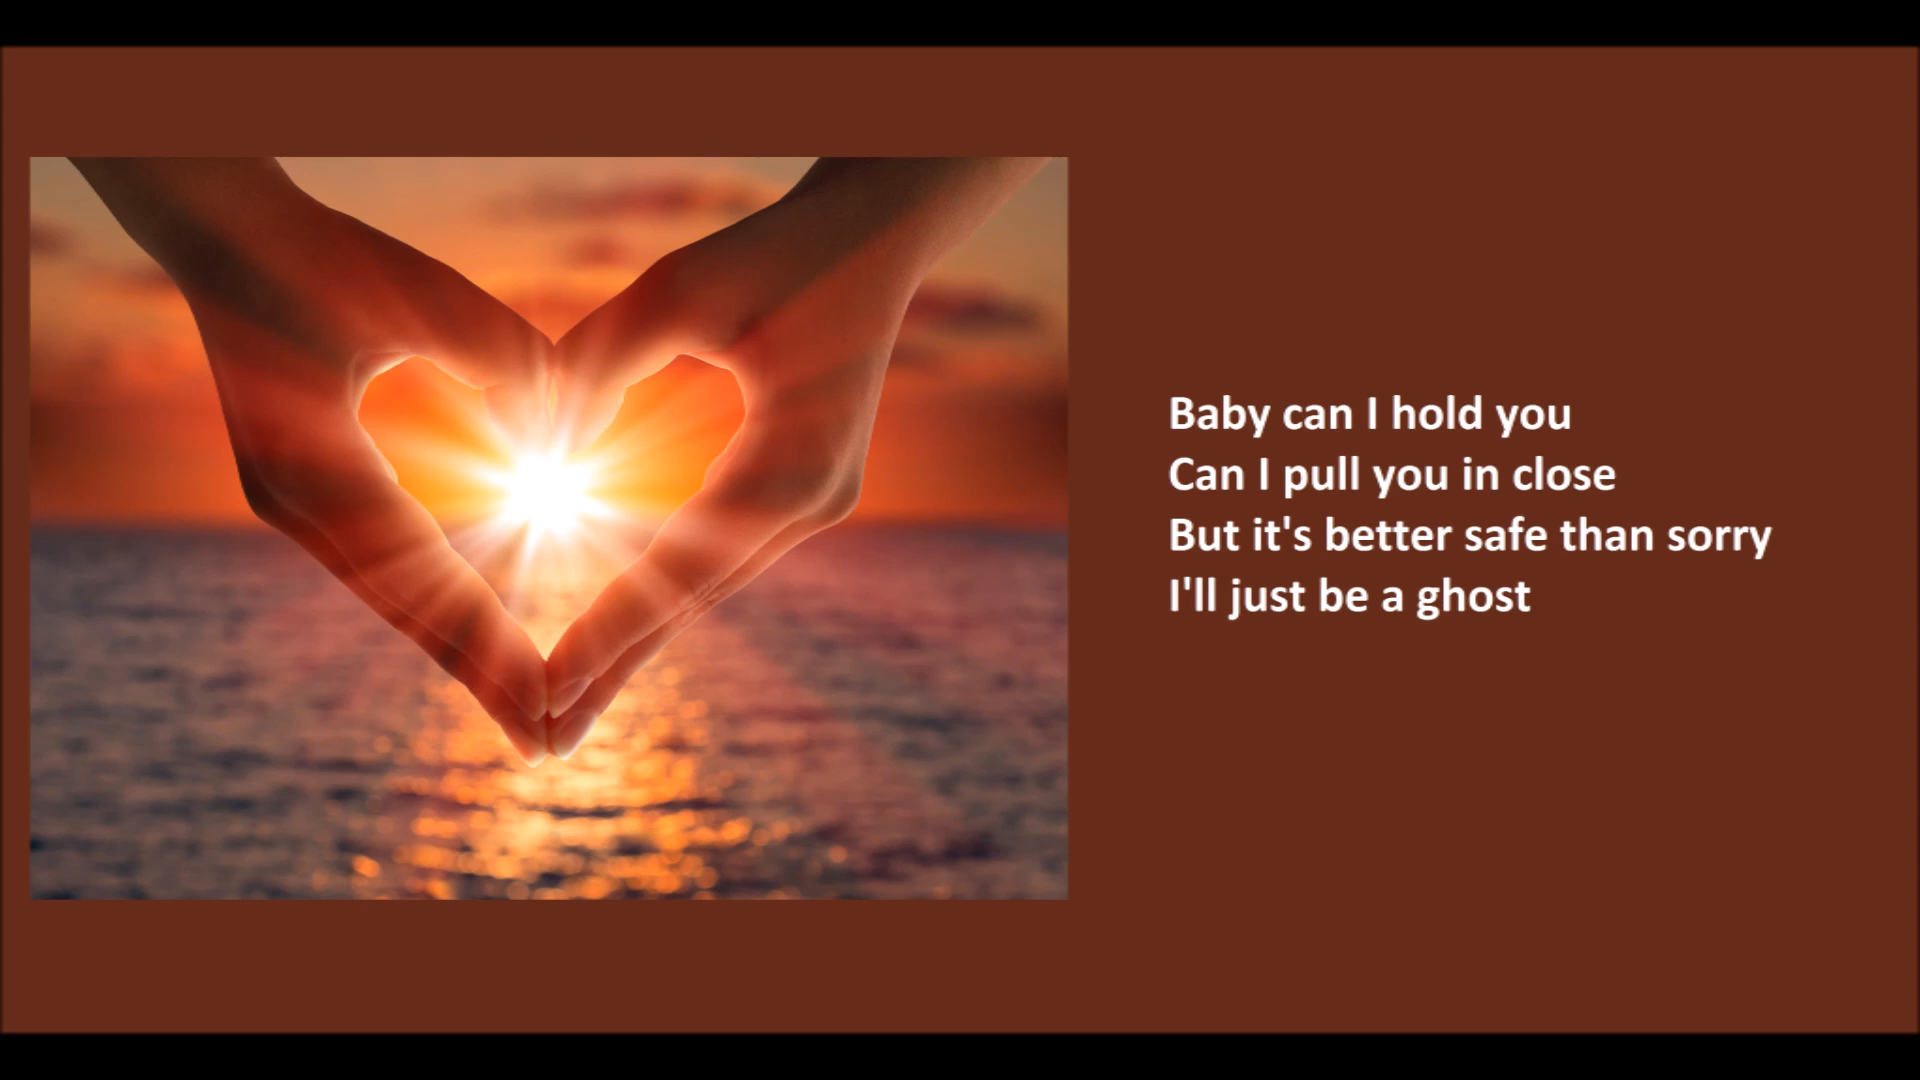 Baby can I hold you
Can I pull you in close
But it's better safe than sorry
I'll just be a ghost